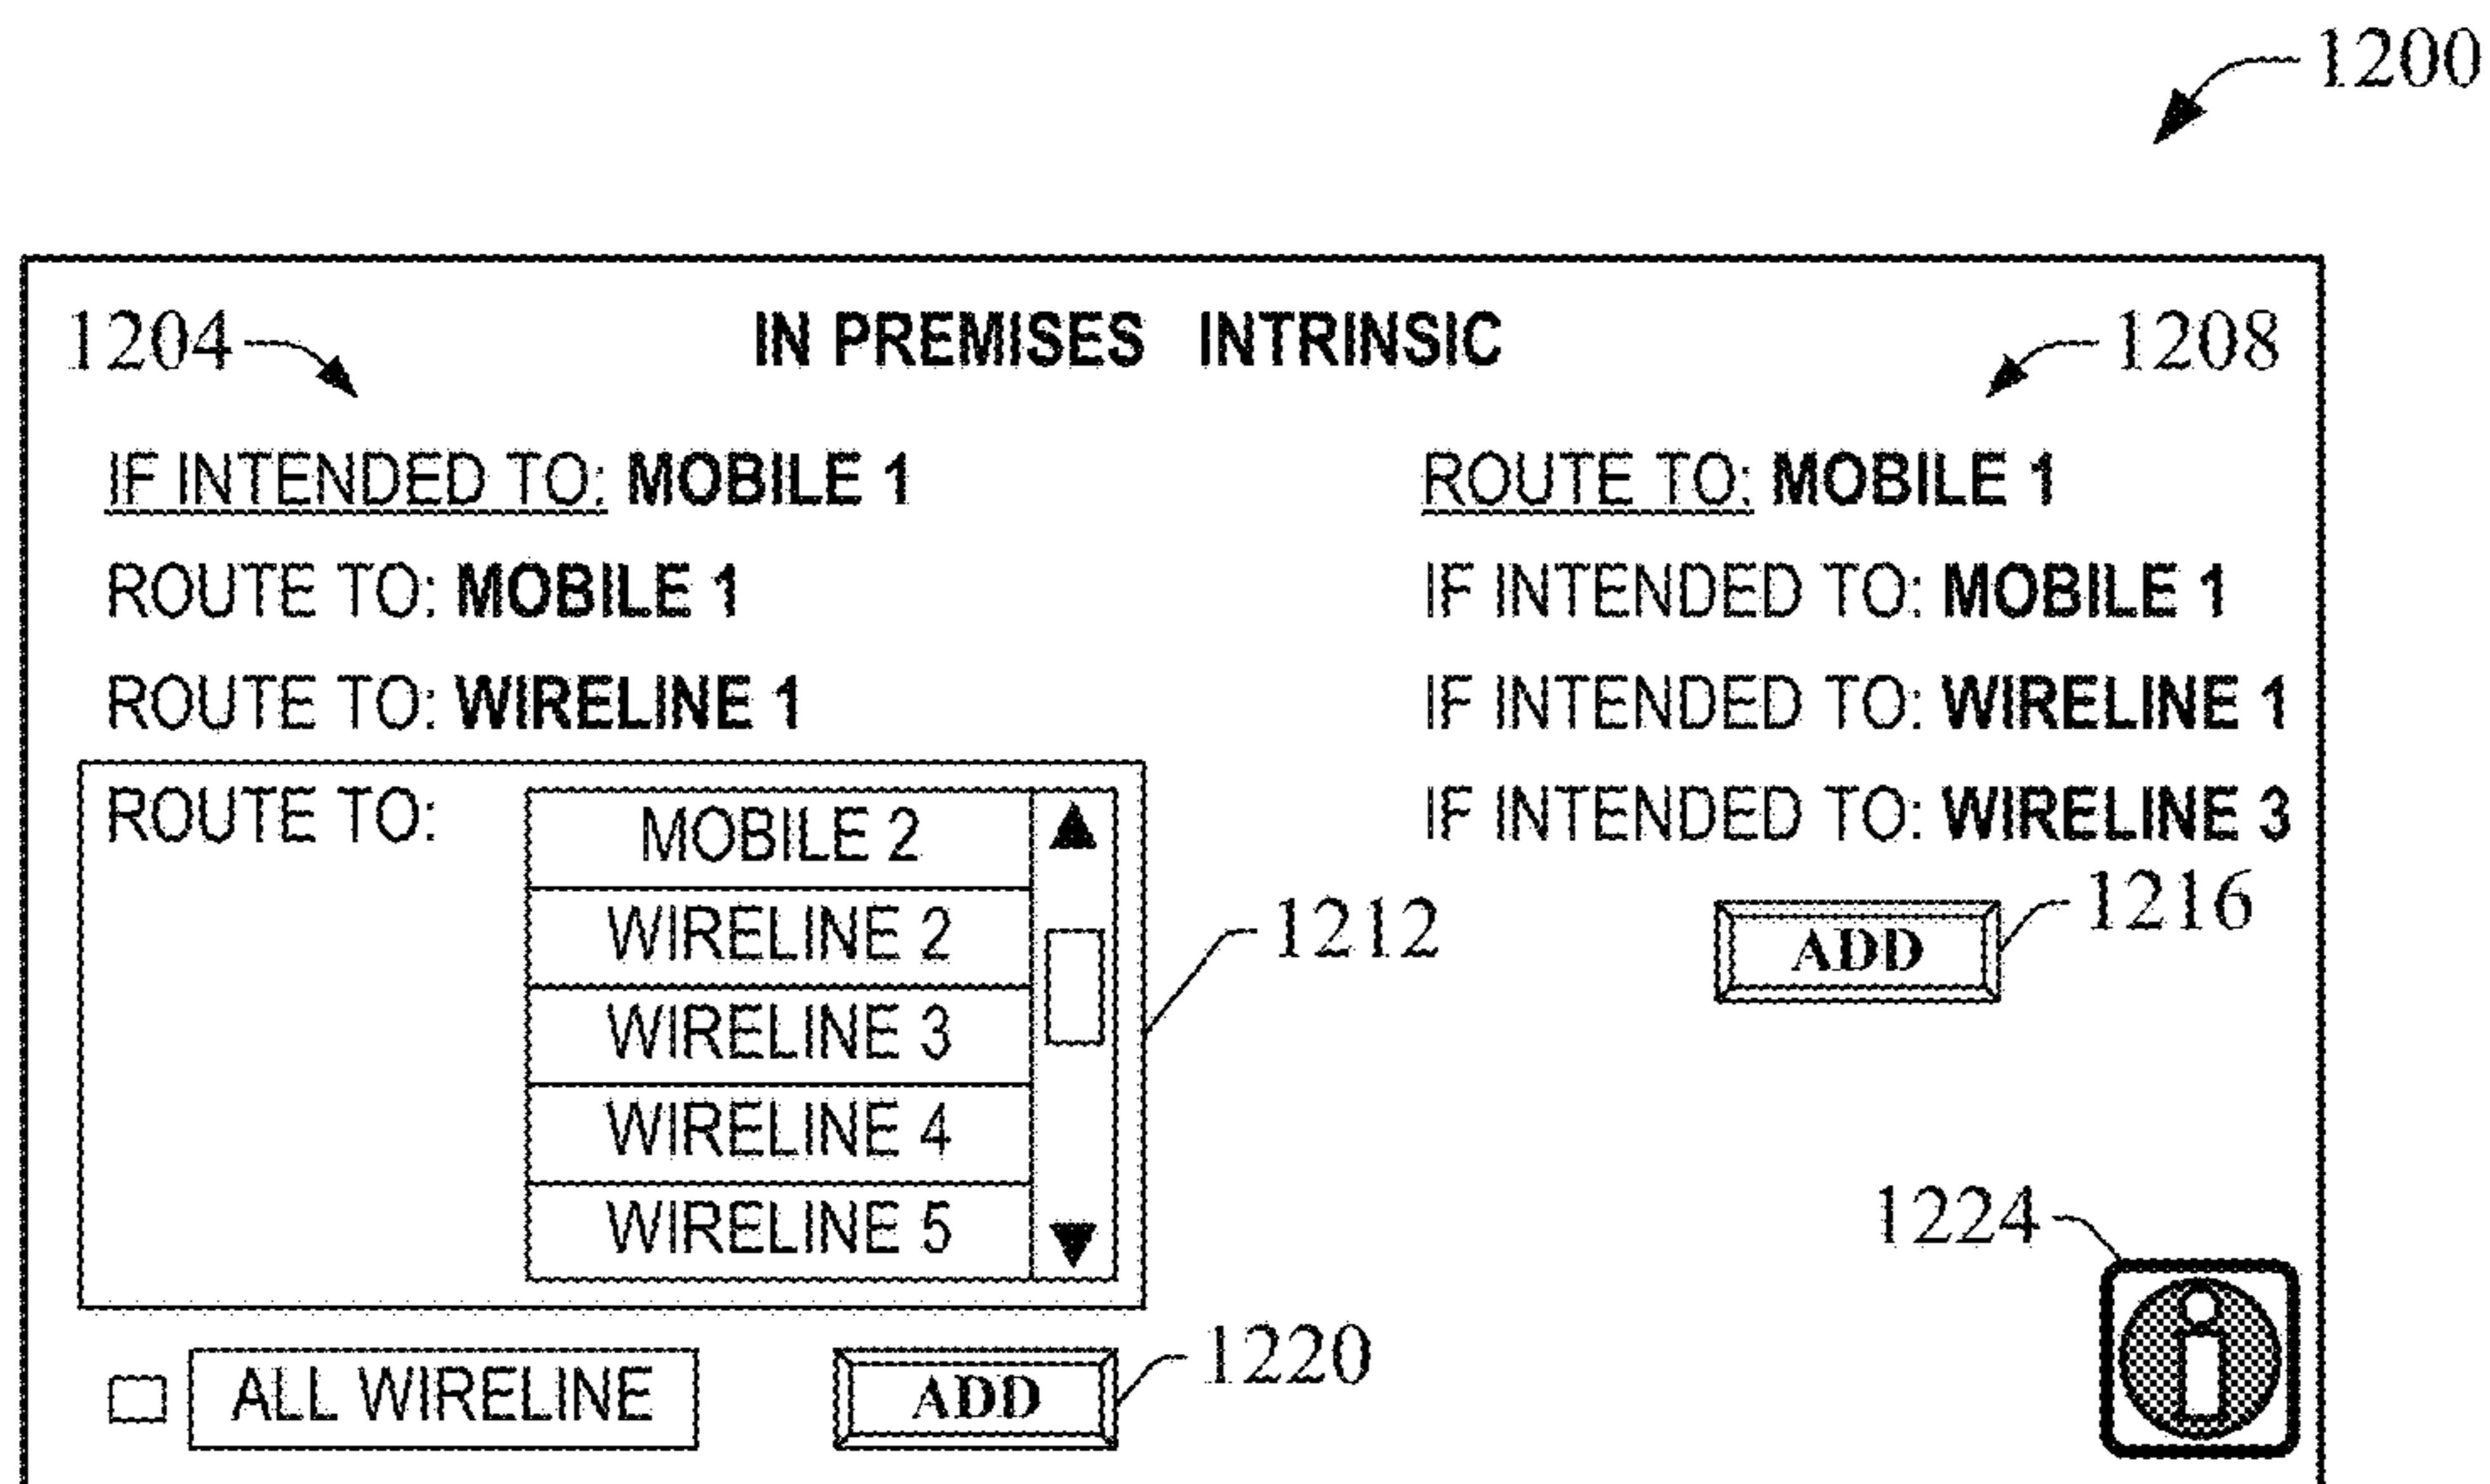 1200
1204 IN PREMISES INTRINSIC 1208
IF INTENDED TO: MOBILE 1
ROUTE TO: MOBILE 1
ROUTE TO: WIRELINE 1
ROUTE TO:
MOBILE 2
WIRELINE 2
WIRELINE 3
WIRELINE 4
WIRELINE 5
1212
ALL WIRELINE
ADD
1220
ROUTE TO: MOBILE 1
IF INTENDED TO: MOBILE 1
IF INTENDED TO: WIRELINE 1
IF INTENDED TO: WIRELINE 3
ADD
1216
1224
i